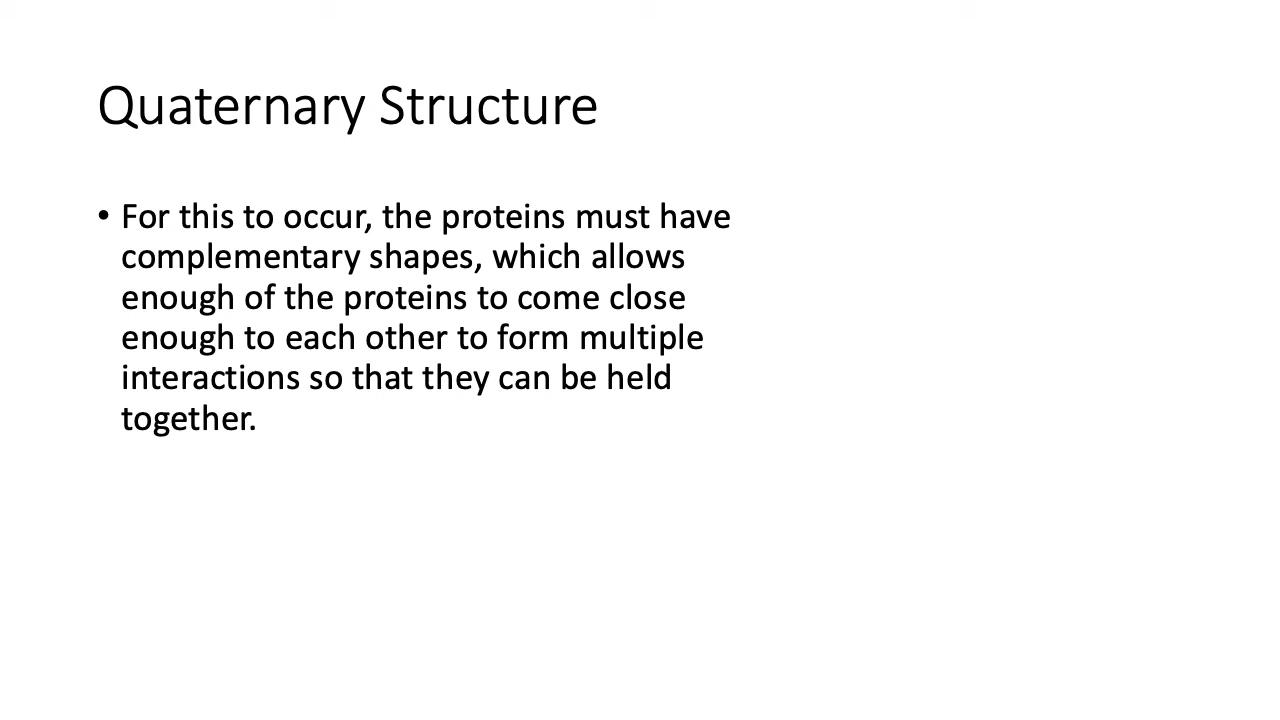 Quaternary Structure
• For this to occur, the proteins must have
complementary shapes, which allows
enough of the proteins to come close
enough to each other to form multiple
interactions so that they can be held
together.